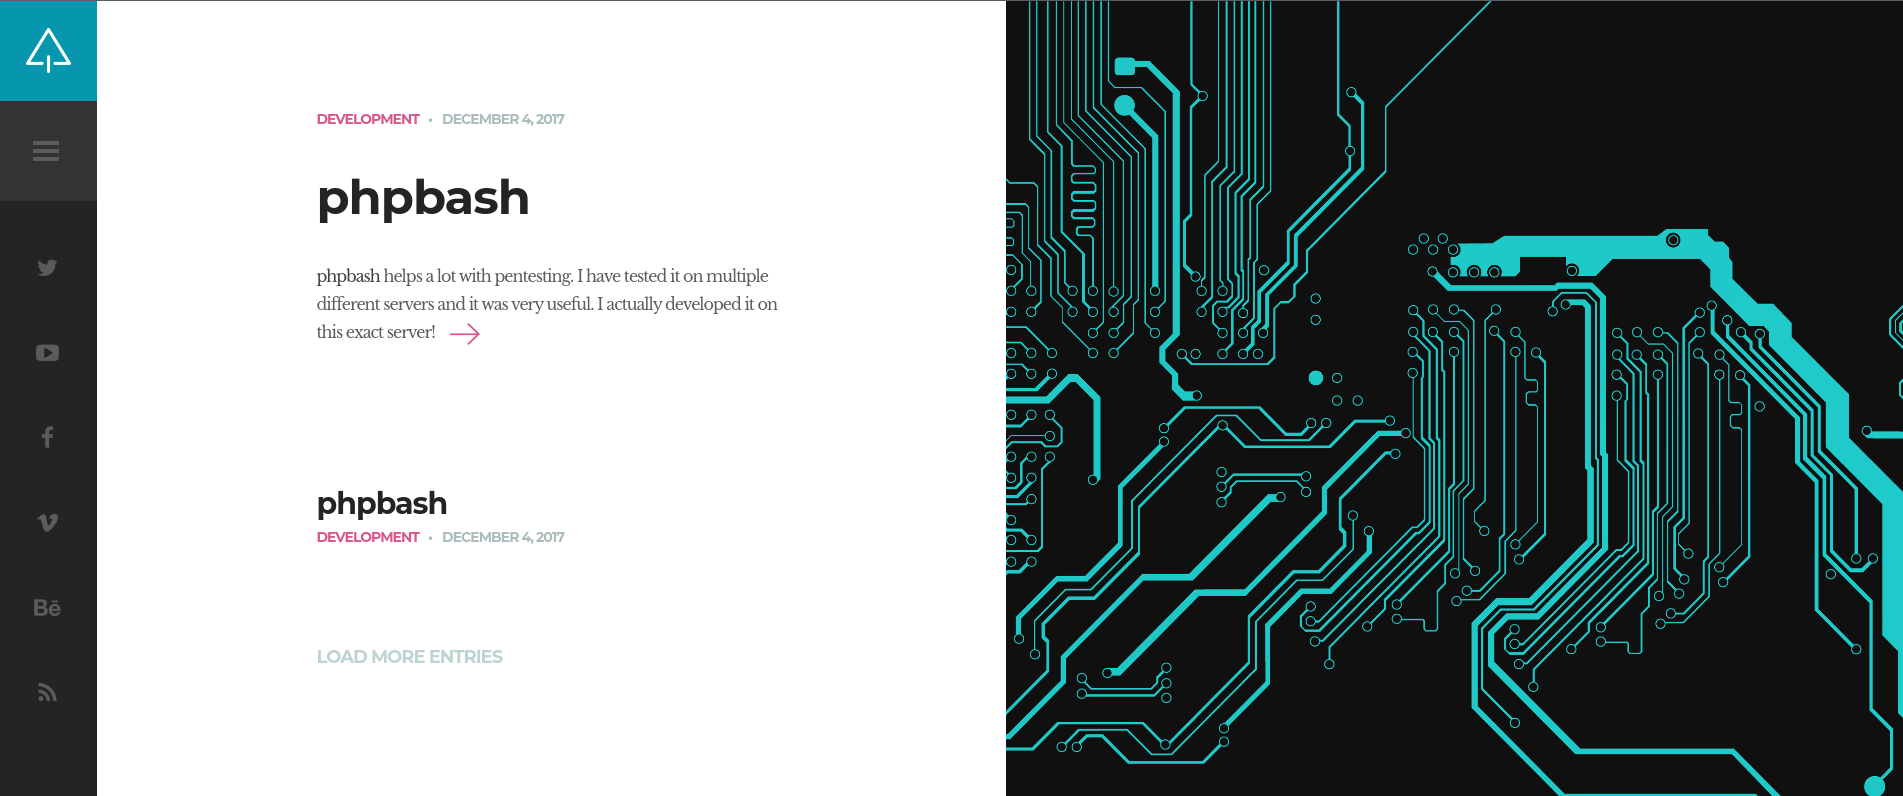 DEVELOPMENT • DECEMBER 4, 2017
phpbash
phpbash helps a lot with pentesting. I have tested it on multiple
different servers and it was very useful. I actually developed it on
this exact server!
phpbash
DEVELOPMENT • DECEMBER 4, 2017
Bē
LOAD MORE ENTRIES